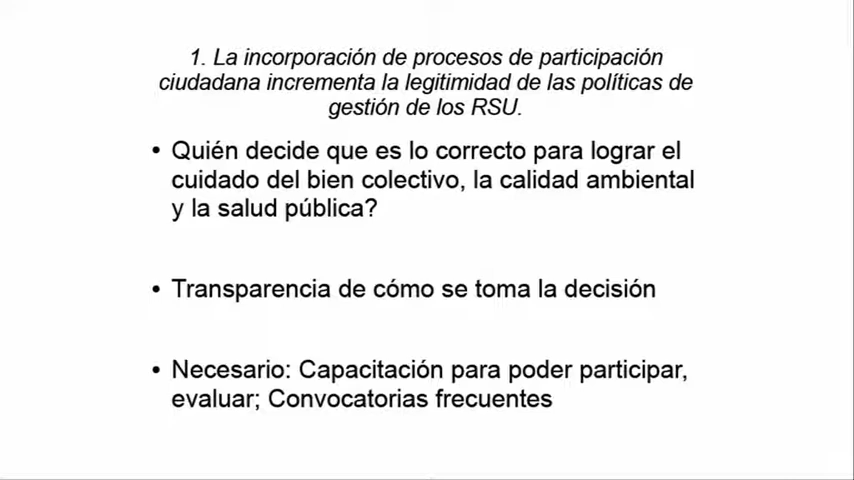 1. La incorporación de procesos de participación
ciudadana incrementa la legitimidad de las políticas de
gestión de los RSU.
• Quién decide que es lo correcto para lograr el
cuidado del bien colectivo, la calidad ambiental
y la salud pública?
• Transparencia de cómo se toma la decisión
• Necesario: Capacitación para poder participar,
evaluar; Convocatorias frecuentes